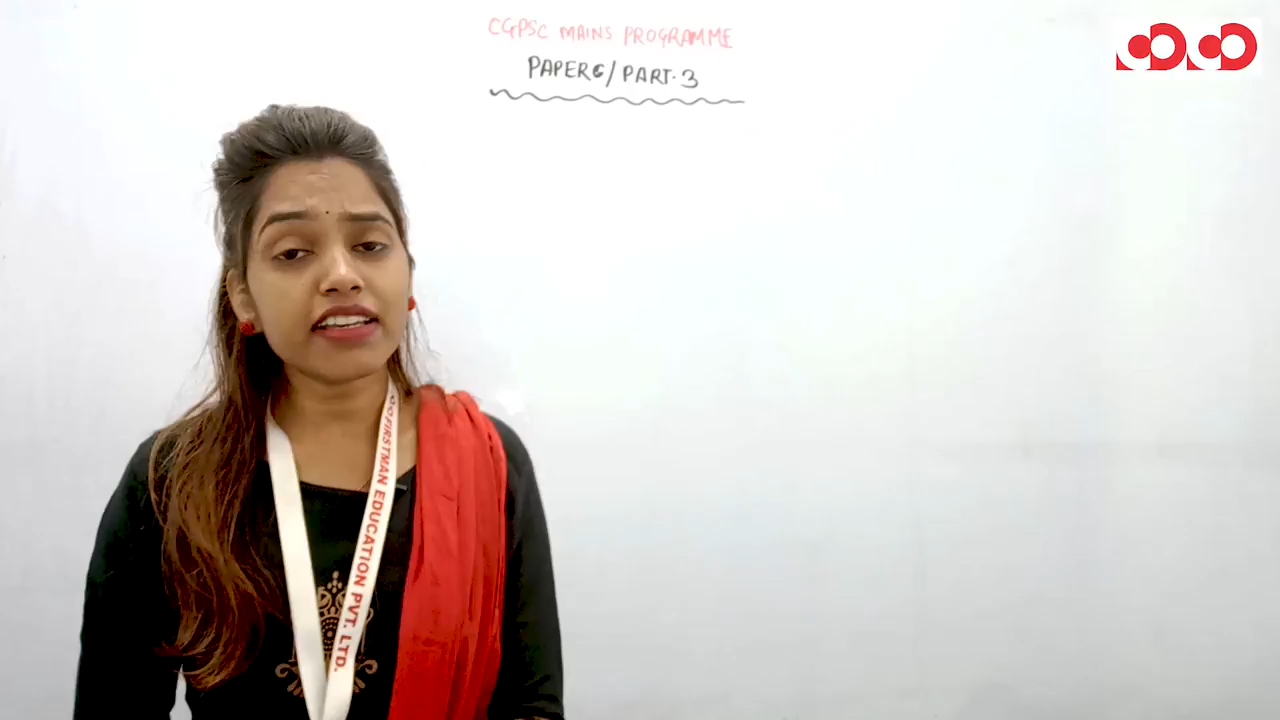 CGPSC MAINS PROGRAMME
PAPER6/PART-3
FIRSTMAN EDUCATION PVT. LTD.